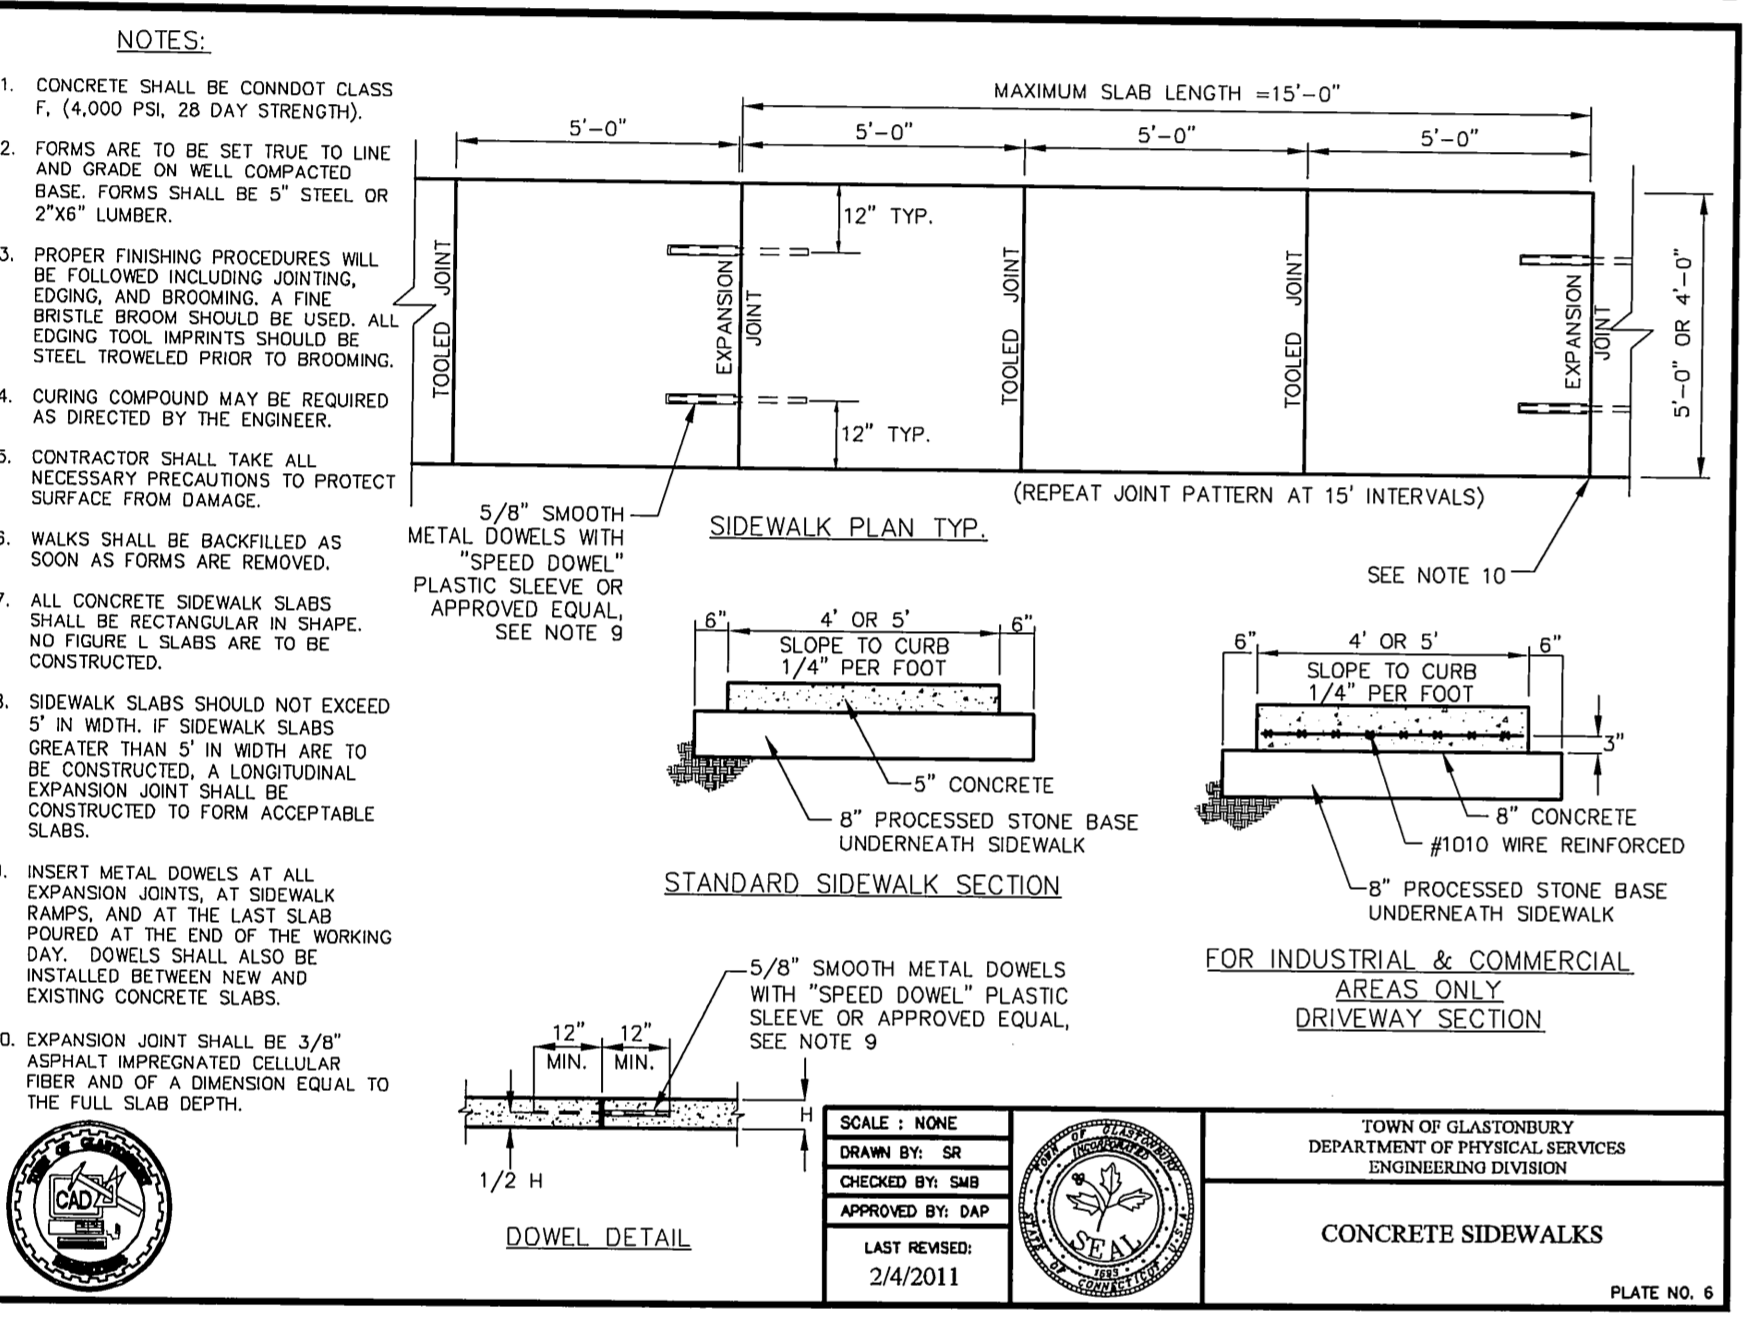 NOTES:
1. CONCRETE SHALL BE CONNDOT CLASS
F, (4,000 PSI, 28 DAY STRENGTH).
2. FORMS ARE TO BE SET TRUE TO LINE
AND GRADE ON WELL COMPACTED
BASE. FORMS SHALL BE 5" STEEL OR
2"X6" LUMBER.
3. PROPER FINISHING PROCEDURES WILL
BE FOLLOWED INCLUDING JOINTING,
EDGING, AND BROOMING. A FINE
BRISTLE BROOM SHOULD BE USED. ALL
EDGING TOOL IMPRINTS SHOULD BE
STEEL TROWELED PRIOR TO BROOMING.
4. CURING COMPOUND MAY BE REQUIRED
AS DIRECTED BY THE ENGINEER.
5. CONTRACTOR SHALL TAKE ALL
NECESSARY PRECAUTIONS TO PROTECT
SURFACE FROM DAMAGE.
6. WALKS SHALL BE BACKFILLED AS
SOON AS FORMS ARE REMOVED.
7. ALL CONCRETE SIDEWALK SLABS
SHALL BE RECTANGULAR IN SHAPE.
NO FIGURE L SLABS ARE TO BE
CONSTRUCTED.
8. SIDEWALK SLABS SHOULD NOT EXCEED
5' IN WDTH. IF SIDEWALK SLABS
GREATER THAN 5' IN WIDTH ARE TO
BE CONSTRUCTED, A LONGITUDINAL
EXPANSION JOINT SHALL BE
CONSTRUCTED TO FORM ACCEPTABLE
SLABS.
9. INSERT METAL DOWELS AT ALL
EXPANSION JOINTS, AT SIDEWALK
RAMPS, AND AT THE LAST SLAB
POURED AT THE END OF THE WORKING
DAY. DOWELS SHALL ALSO BE
INSTALLED BETWEEN NEW AND
EXISTING CONCRETE SLABS.
0. EXPANSION JOINT SHALL BE 3/8"
ASPHALT IMPREGNATED CELLULAR
FIBER AND OF A DIMENSION EQUAL TO
THE FULL SLAB DEPTH.
MAXIMUM SLAB LENGTH =15'-0"
5'-0"
5'-0"
5'-0"
5'-0"
12" TYP.
12" TYP.
TOOLED JOINT
EXPANSION
JOINT
TOOLED JOINT
TOOLED JOINT
EXPANSION
JOINT
5'-0" OR 4'-0"
(REPEAT JOINT PATTERN AT 15' INTERVALS)
5/8" SMOOTH
METAL DOWELS WITH
"SPEED DOWEL"
PLASTIC SLEEVE OR
APPROVED EQUAL,
SEE NOTE 9
SIDEWALK PLAN TYP.
SEE NOTE 10
6"
4' OR 5'
6"
SLOPE TO CURB
1/4" PER FOOT
5" CONCRETE
8" PROCESSED STONE BASE
UNDERNEATH SIDEWALK
STANDARD SIDEWALK SECTION
6"
4' OR 5'
6"
SLOPE TO CURB
1/4" PER FOOT
3"
8" CONCRETE
#1010 WIRE REINFORCED
8" PROCESSED STONE BASE
UNDERNEATH SIDEWALK
FOR INDUSTRIAL & COMMERCIAL
AREAS ONLY
DRIVEWAY SECTION
5/8" SMOOTH METAL DOWELS
WITH "SPEED DOWEL" PLASTIC
SLEEVE OR APPROVED EQUAL,
SEE NOTE 9
12"
MIN.
12"
MIN.
H
1/2 H
DOWEL DETAIL
TOWN OF GLASTONBURY
CAD
SCALE : NONE
DRAWN BY: SR
CHECKED BY: SMB
APPROVED BY: DAP
LAST REVISED:
2/4/2011
TOWN OF GLASTONBURY
INCORPORATED
SEAL
1693
STATE OF CONNECTICUT U.S.A.
TOWN OF GLASTONBURY
DEPARTMENT OF PHYSICAL SERVICES
ENGINEERING DIVISION
CONCRETE SIDEWALKS
PLATE NO. 6